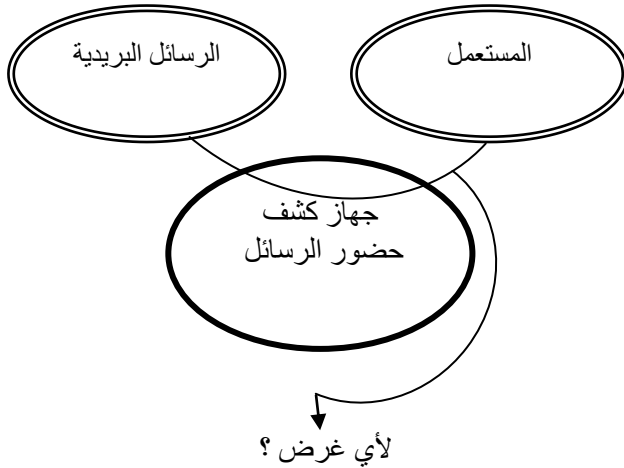 المستعمل
الرسائل البريدية
جهاز كشف
حضور الرسائل
لأي غرض ؟